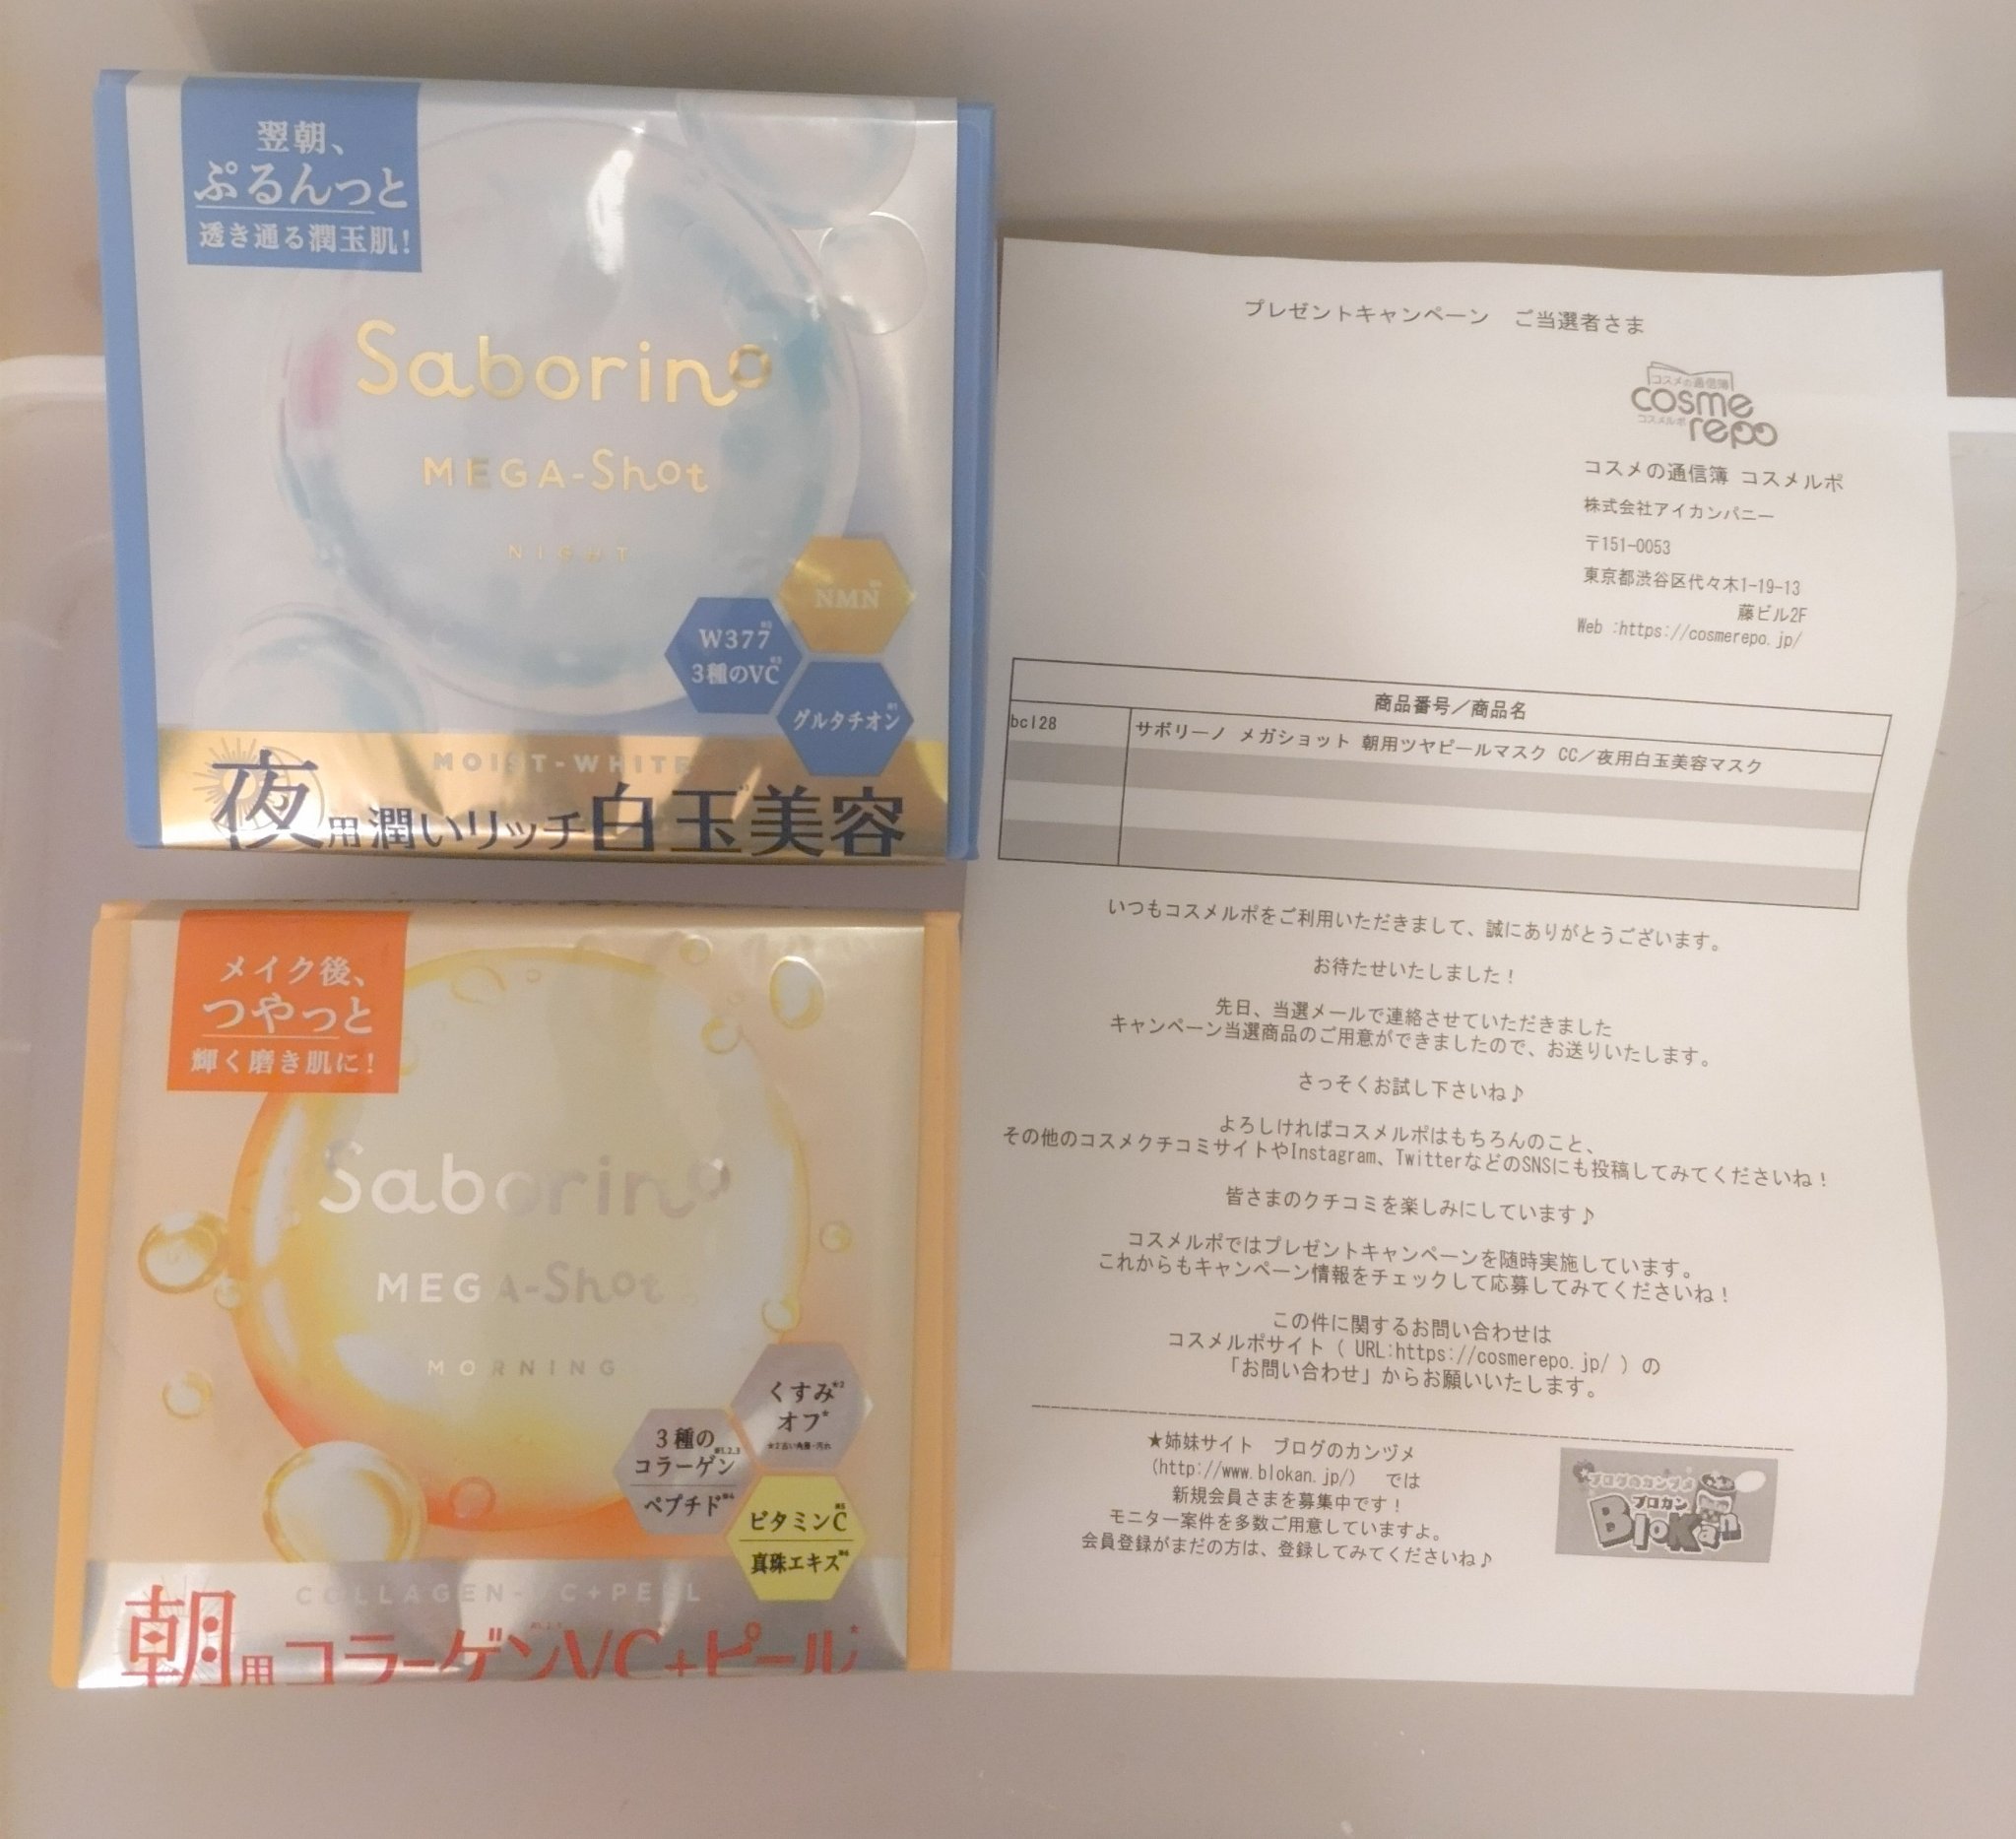 翌朝、
ぷるんっと
透き通る潤玉肌!
Saborino
MEGA-Shot
NIGHT
NMN
W377
3種のVC
グルタチオン
MOIST-WHITE
夜用潤いリッチ白玉美容
メイク後、
つやっと
輝く磨き肌に!
Saborino
MEGA-Shot
MORNING
くすみ※2
オフ*
3種の
コラーゲン
ペプチド
ビタミンC
真珠エキス
COLLAGEN-VC+PEEL
朝用コラーゲンVC+ピール*
プレゼントキャンペーン ご当選者さま
コスメの通信簿
cosme
コスメルポ
repo
コスメの通信簿 コスメルポ
株式会社アイカンパニー
〒151-0053
東京都渋谷区代々木1-19-13
藤ビル2F
Web :https://cosmerepo.jp/
商品番号/商品名
bcl28 サボリーノ メガショット 朝用ツヤピールマスク CC/夜用白玉美容マスク
いつもコスメルポをご利用いただきまして、誠にありがとうございます。
お待たせいたしました!
先日、当選メールで連絡させていただきました
キャンペーン当選商品のご用意ができましたので、お送りいたします。
さっそくお試し下さいね♪
よろしければコスメルポはもちろんのこと、
その他のコスメクチコミサイトやInstagram、TwitterなどのSNSにも投稿してみてくださいね!
皆さまのクチコミを楽しみにしています♪
コスメルポではプレゼントキャンペーンを随時実施しています。
これからもキャンペーン情報をチェックして応募してみてくださいね!
この件に関するお問い合わせは
コスメルポサイト ( URL:https://cosmerepo.jp/ ) の
「お問い合わせ」からお願いいたします。
★姉妹サイト ブログのカンヅメ
(http://www.blokan.jp/) では
新規会員さまを募集中です!
モニター案件を多数ご用意していますよ。
会員登録がまだの方は、登録してみてくださいね♪
ブログのカンヅメ
ブロカン
BloKan